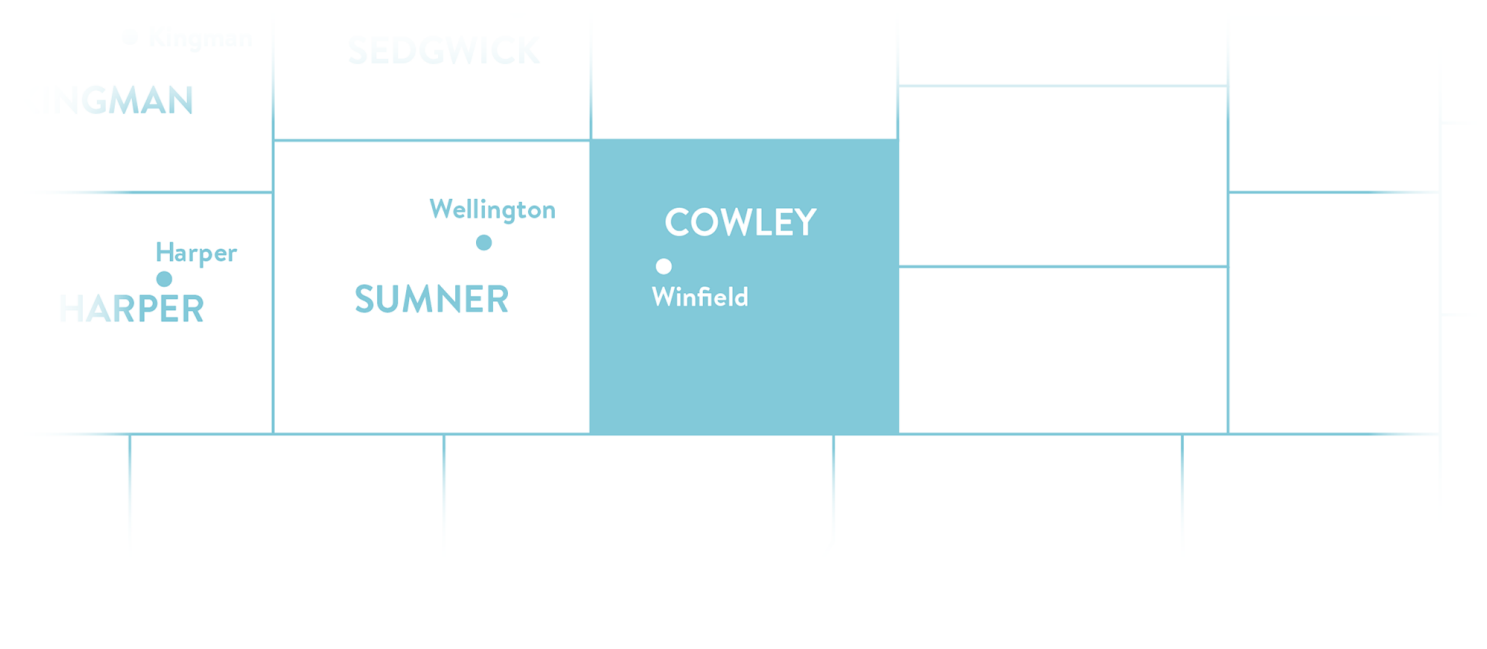 Kingman
SEDGWICK
INGMAN
Wellington
COWLEY
Harper
HARPER
SUMNER
Winfield